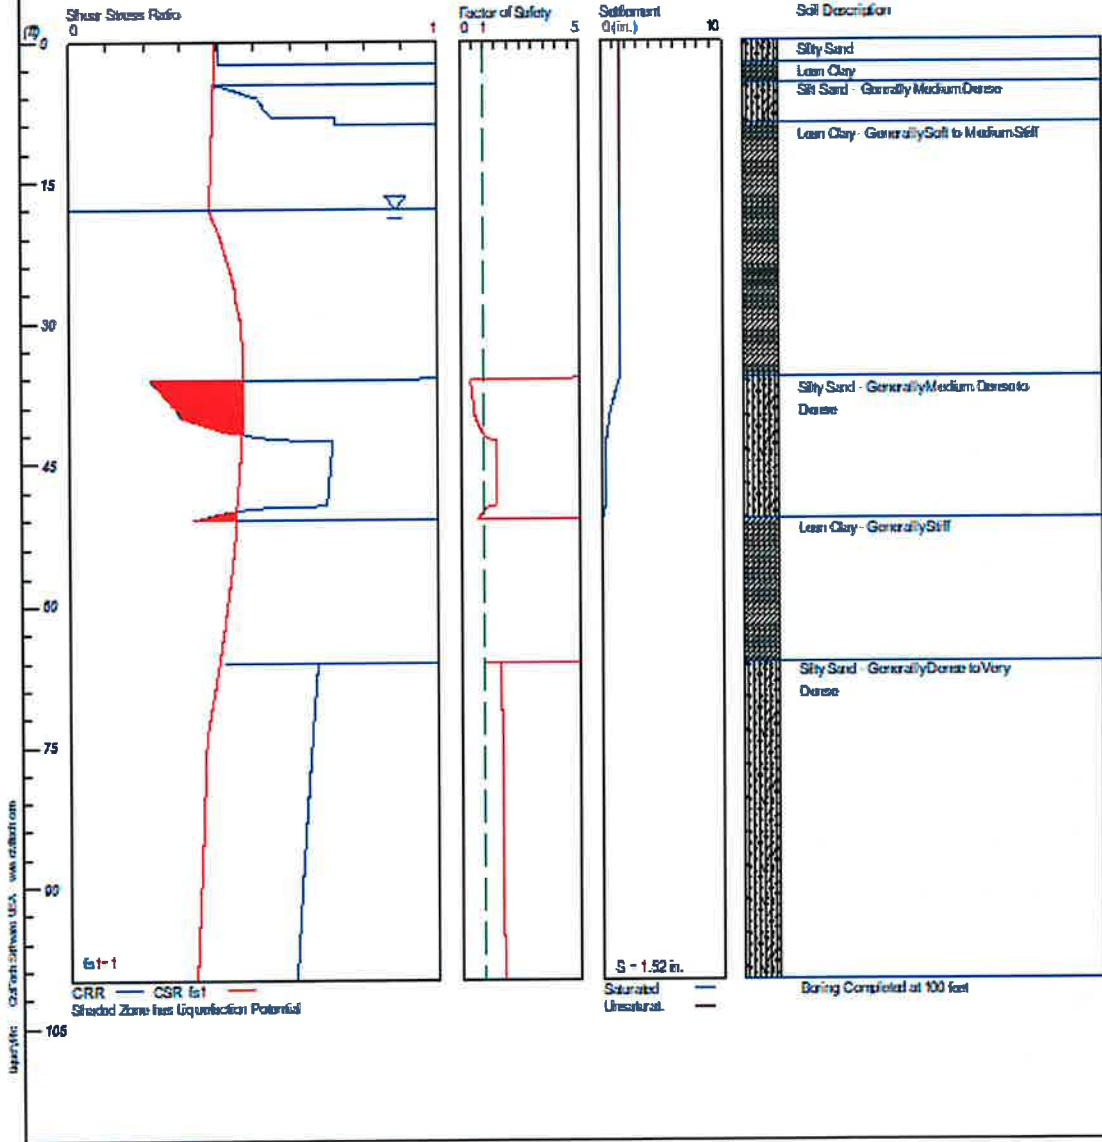 Shear Stress Ratio
0 1
Factor of Safety
0 1 5
Settlement
0 (in.) 10
Soil Description
(ft)
0
15
30
45
60
75
90
105
Silty Sand
Lean Clay
Silt Sand - Generally Medium Dense
Lean Clay - Generally Soft to Medium Stiff
Silty Sand - Generally Medium Dense to
Dense
Lean Clay - Generally Stiff
Silty Sand - Generally Dense to Very
Dense
fs1=1
S = 1.52 in.
CRR CSR fs1
Shaded Zone has Liquefaction Potential
Saturated
Unsaturat.
Boring Completed at 100 feet
LiquefyPro CivilTech Software USA www.civiltech.com